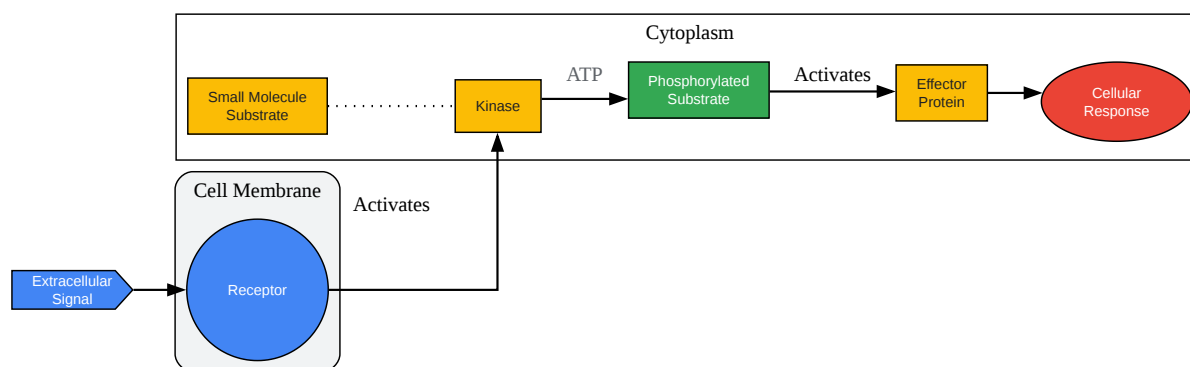 Cytoplasm
Small Molecule
Substrate
Kinase
ATP
Phosphorylated
Substrate
Activates
Effector
Protein
Cellular
Response
Cell Membrane
Activates
Extracellular
Signal
Receptor